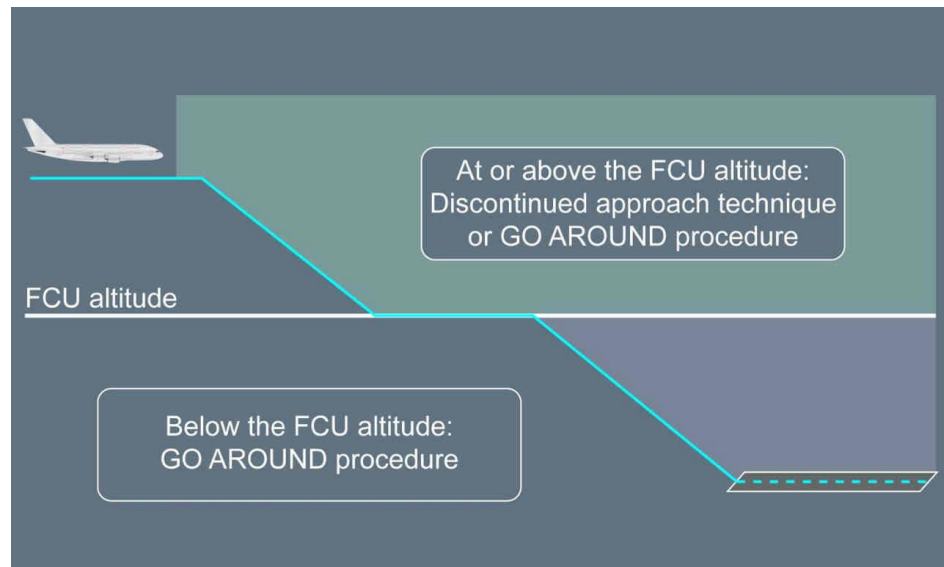 At or above the FCU altitude:
Discontinued approach technique
or GO AROUND procedure
FCU altitude
Below the FCU altitude:
GO AROUND procedure